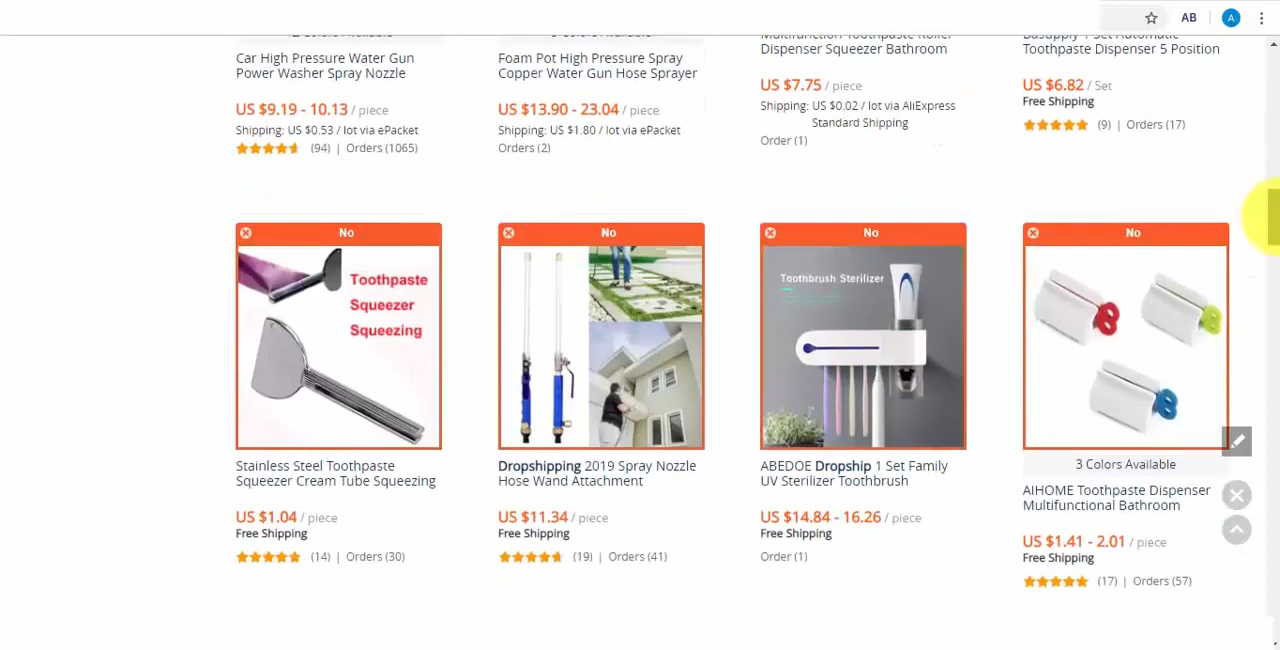 AB
A
Car High Pressure Water Gun
Power Washer Spray Nozzle
US $9.19 - 10.13 / piece
Shipping: US $0.53 / lot via ePacket
(94) | Orders (1065)
Foam Pot High Pressure Spray
Copper Water Gun Hose Sprayer
US $13.90 - 23.04 / piece
Shipping: US $1.80 / lot via ePacket
Orders (2)
Multifunction Toothpaste Roller
Dispenser Squeezer Bathroom
US $7.75 / piece
Shipping: US $0.02 / lot via AliExpress
Standard Shipping
Order (1)
Toothpaste Dispenser 5 Position
US $6.82 / Set
Free Shipping
(9) | Orders (17)
No
Toothpaste
Squeezer
Squeezing
Stainless Steel Toothpaste
Squeezer Cream Tube Squeezing
US $1.04 / piece
Free Shipping
(14) | Orders (30)
No
Dropshipping 2019 Spray Nozzle
Hose Wand Attachment
US $11.34 / piece
Free Shipping
(19) | Orders (41)
No
Toothbrush Sterilizer
ABEDOE Dropship 1 Set Family
UV Sterilizer Toothbrush
US $14.84 - 16.26 / piece
Free Shipping
Order (1)
No
3 Colors Available
AIHOME Toothpaste Dispenser
Multifunctional Bathroom
US $1.41 - 2.01 / piece
Free Shipping
(17) | Orders (57)